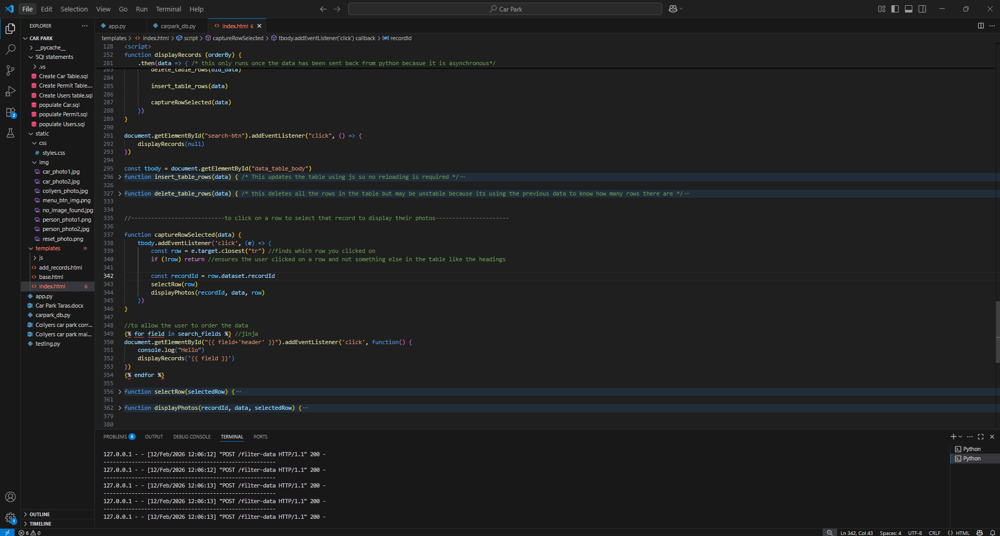 File Edit Selection View Go Run Terminal Help
Car Park
EXPLORER
app.py
carpark_db.py
index.html 6
templates > index.html > script > captureRowSelected > tbody.addEventListener('click') callback > recordId
CAR PARK
__pycache__
SQl statements
.vs
Create Car Table.sql
Create Permit Table....
Create Users table.sql
populate Car.sql
populate Permit.sql
populate Users.sql
static
css
styles.css
img
car_photo1.jpg
car_photo2.jpg
collyers_photo.jpg
menu_btn_img.png
no_image_found.jpg
person_photo1.png
person_photo2.jpg
reset_photo.png
templates
js
add_records.html
base.html
index.html 6
app.py
Car Park Taras.docx
carpark_db.py
Collyers car park corr...
Collyers car park mai...
testing.py
OUTLINE
TIMELINE
128 <script>
252 function displayRecords (orderBy) {
281 .then(data => { /* this only runs once the data has been sent back from python becasue it is asynchronous*/
283 delete_table_rows(old_data)
284
285 insert_table_rows(data)
286
287 captureRowSelected(data)
288 })
289 }
290
291 document.getElementById("search-btn").addEventListener("click", () => {
292 displayRecords(null)
293 })
294
295 const tbody = document.getElementById("data_table_body")
296 function insert_table_rows(data) { /* This updates the table using js so no reloading is required */ ...
326
327 function delete_table_rows(data) { /* this deletes all the rows in the table but may be unstable because its using the previous data to know how many rows there are */ ...
333
334
335 //----------------------------to click on a row to select that record to display their photos----------------------
336
337 function captureRowSelected(data) {
338 tbody.addEventListener('click', (e) => {
339 const row = e.target.closest("tr") //finds which row you clicked on
340 if (!row) return //ensures the user clicked on a row and not something else in the table like the headings
341
342 const recordId = row.dataset.recordId
343 selectRow(row)
344 displayPhotos(recordId, data, row)
345 })
346 }
347
348 //to allow the user to order the data
349 {% for field in search_fields %} //jinja
350 document.getElementById("{{ field+'header' }}").addEventListener('click', function() {
351 console.log("Hello")
352 displayRecords('{{ field }}')
353 })
354 {% endfor %}
355
356 function selectRow(selectedRow) { ...
361
362 function displayPhotos(recordId, data, selectedRow) { ...
379
380
PROBLEMS 6 OUTPUT DEBUG CONSOLE TERMINAL PORTS
127.0.0.1 - - [12/Feb/2026 12:06:12] "POST /filter-data HTTP/1.1" 200 -
----------------------------------------------------
127.0.0.1 - - [12/Feb/2026 12:06:12] "POST /filter-data HTTP/1.1" 200 -
----------------------------------------------------
127.0.0.1 - - [12/Feb/2026 12:06:13] "POST /filter-data HTTP/1.1" 200 -
----------------------------------------------------
127.0.0.1 - - [12/Feb/2026 12:06:13] "POST /filter-data HTTP/1.1" 200 -
----------------------------------------------------
127.0.0.1 - - [12/Feb/2026 12:06:13] "POST /filter-data HTTP/1.1" 200 -
Python
Python
2
1
6 0
Ln 342, Col 43 Spaces: 4 UTF-8 CRLF {} HTML